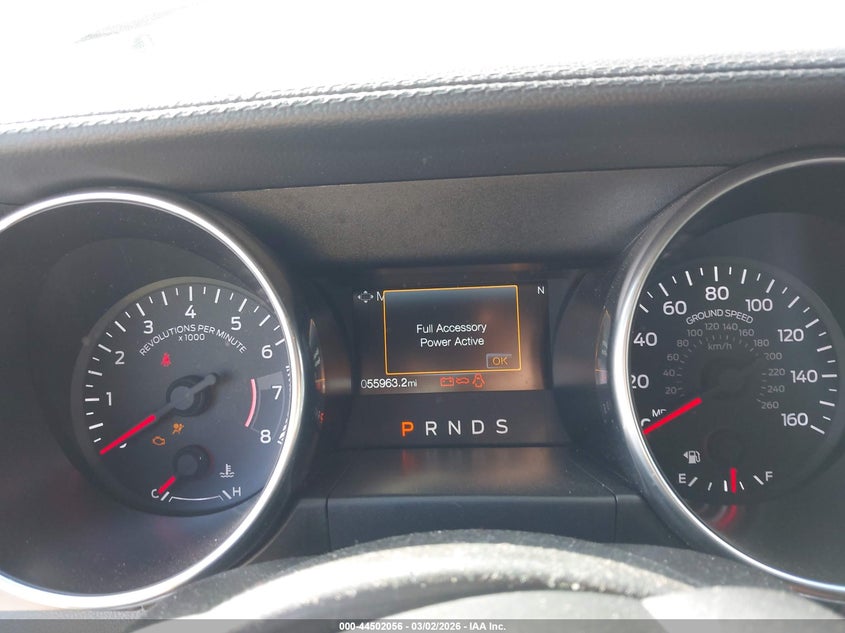 M
N
Full Accessory
Power Active
OK
055963.2mi
P R N D S
1 2 3 4 5 6 7 8
REVOLUTIONS PER MINUTE
x1000
C H
0 20 40 60 80 100 120 140 160
GROUND SPEED
20 40 60 80 100 120 140 160 180 200 220 240 260
km/h
E F
000-44502056 - 03/02/2026 - IAA Inc.